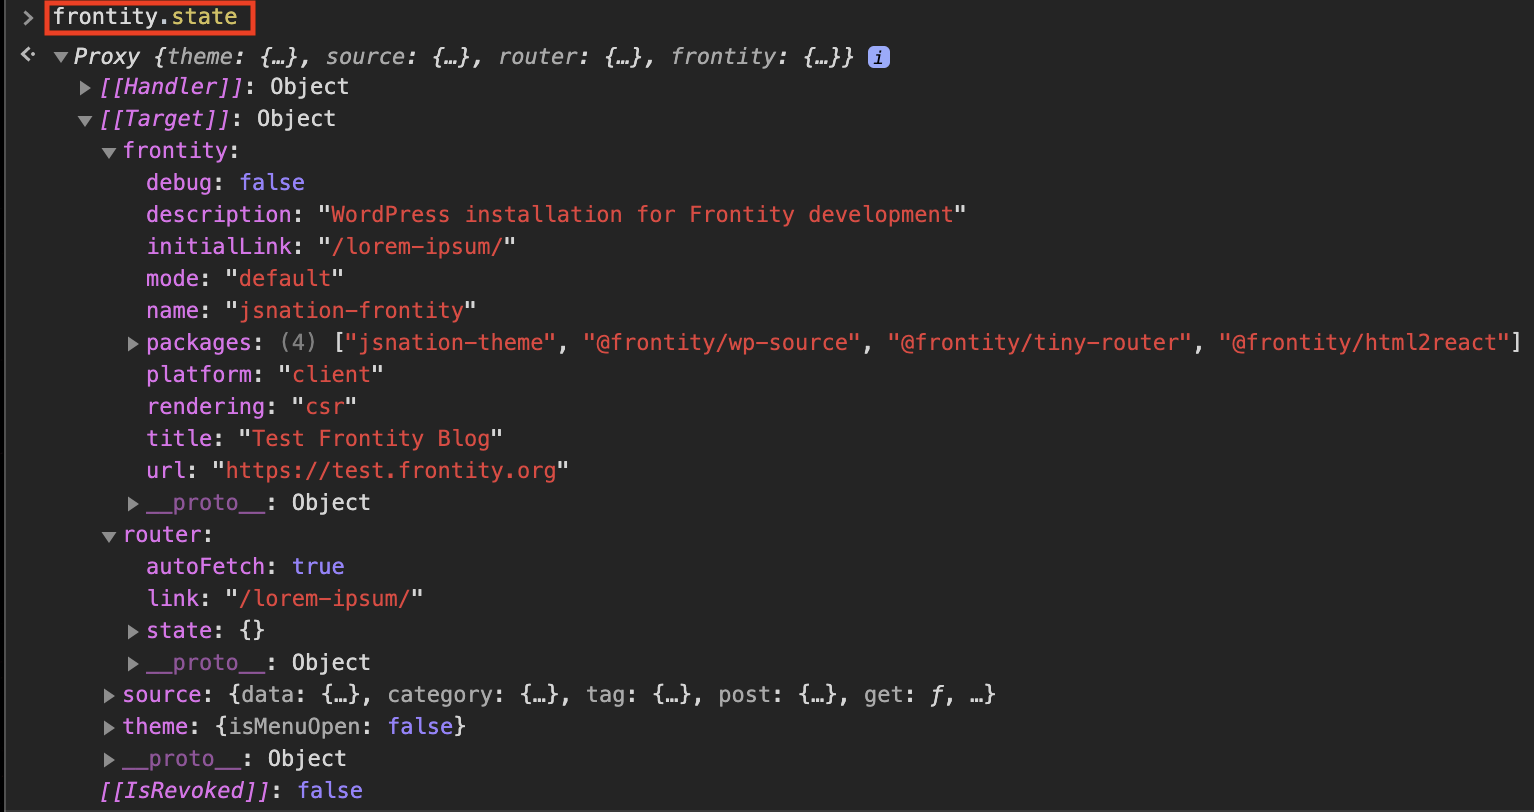 > frontity.state
Proxy {theme: {…}, source: {…}, router: {…}, frontity: {…}} i
[[Handler]]: Object
[[Target]]: Object
frontity:
debug: false
description: "WordPress installation for Frontity development"
initialLink: "/lorem-ipsum/"
mode: "default"
name: "jsnation-frontity"
packages: (4) ["jsnation-theme", "@frontity/wp-source", "@frontity/tiny-router", "@frontity/html2react"]
platform: "client"
rendering: "csr"
title: "Test Frontity Blog"
url: "https://test.frontity.org"
__proto__: Object
router:
autoFetch: true
link: "/lorem-ipsum/"
state: {}
__proto__: Object
source: {data: {…}, category: {…}, tag: {…}, post: {…}, get: ƒ, …}
theme: {isMenuOpen: false}
__proto__: Object
[[IsRevoked]]: false